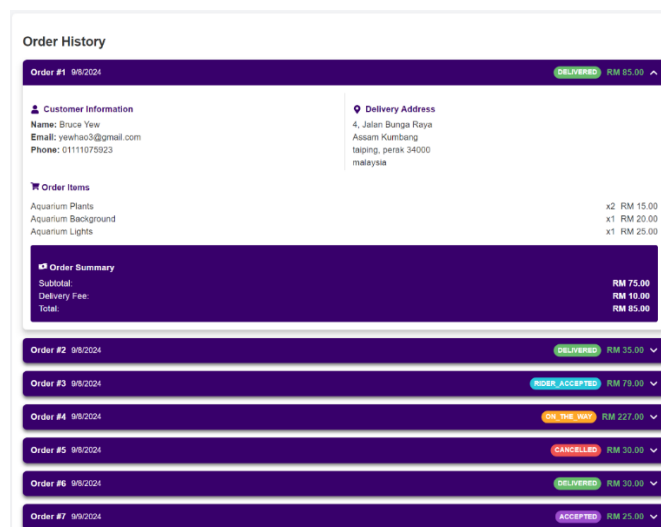 Order History
Order #1 9/8/2024 DELIVERED RM 85.00
Customer Information
Name: Bruce Yew
Email: yewhao3@gmail.com
Phone: 01111075923
Delivery Address
4, Jalan Bunga Raya
Assam Kumbang
taiping, perak 34000
malaysia
Order Items
Aquarium Plants x2 RM 15.00
Aquarium Background x1 RM 20.00
Aquarium Lights x1 RM 25.00
Order Summary
Subtotal: RM 75.00
Delivery Fee: RM 10.00
Total: RM 85.00
Order #2 9/8/2024 DELIVERED RM 35.00
Order #3 9/8/2024 RIDER_ACCEPTED RM 79.00
Order #4 9/8/2024 ON_THE_WAY RM 227.00
Order #5 9/8/2024 CANCELLED RM 30.00
Order #6 9/8/2024 DELIVERED RM 30.00
Order #7 9/9/2024 ACCEPTED RM 25.00